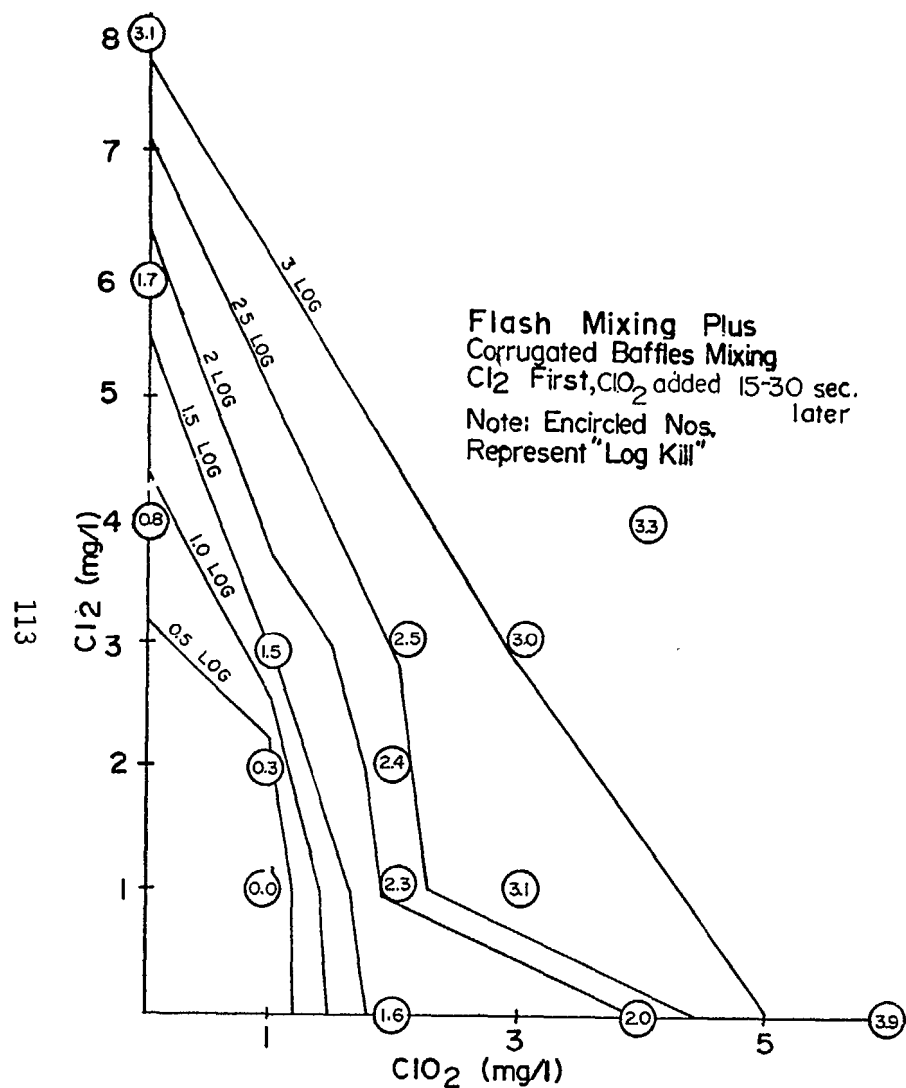 8
3.1
7
6
1.7
5
4
0.8
3
2
1
Cl2 (mg/l)
113
3 LOG
2.5 LOG
2 LOG
1.5 LOG
1.0 LOG
0.5 LOG
Flash Mixing Plus
Corrugated Baffles Mixing
Cl2 First, ClO2 added 15-30 sec.
later
Note: Encircled Nos.
Represent "Log Kill"
3.3
1.5
2.5
3.0
0.3
2.4
0.0
2.3
3.1
1.6
2.0
3.9
1
3
5
ClO2 (mg/l)